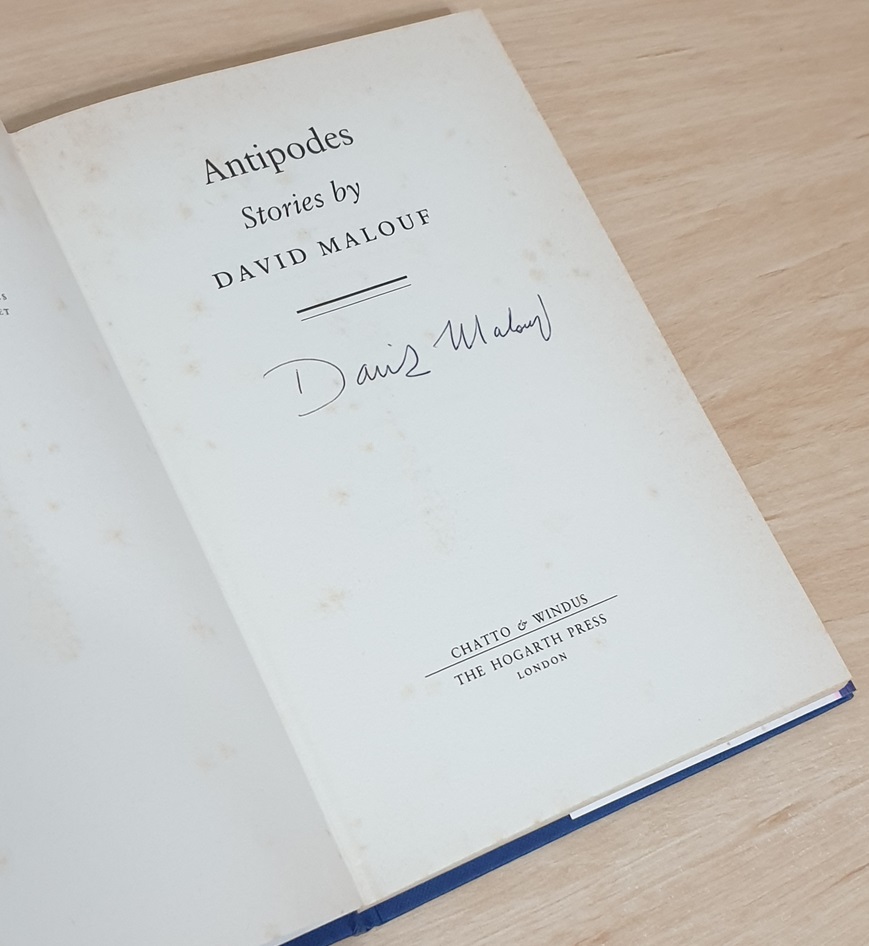 Antipodes
Stories by
DAVID MALOUF
David Malouf
CHATTO & WINDUS
THE HOGARTH PRESS
LONDON